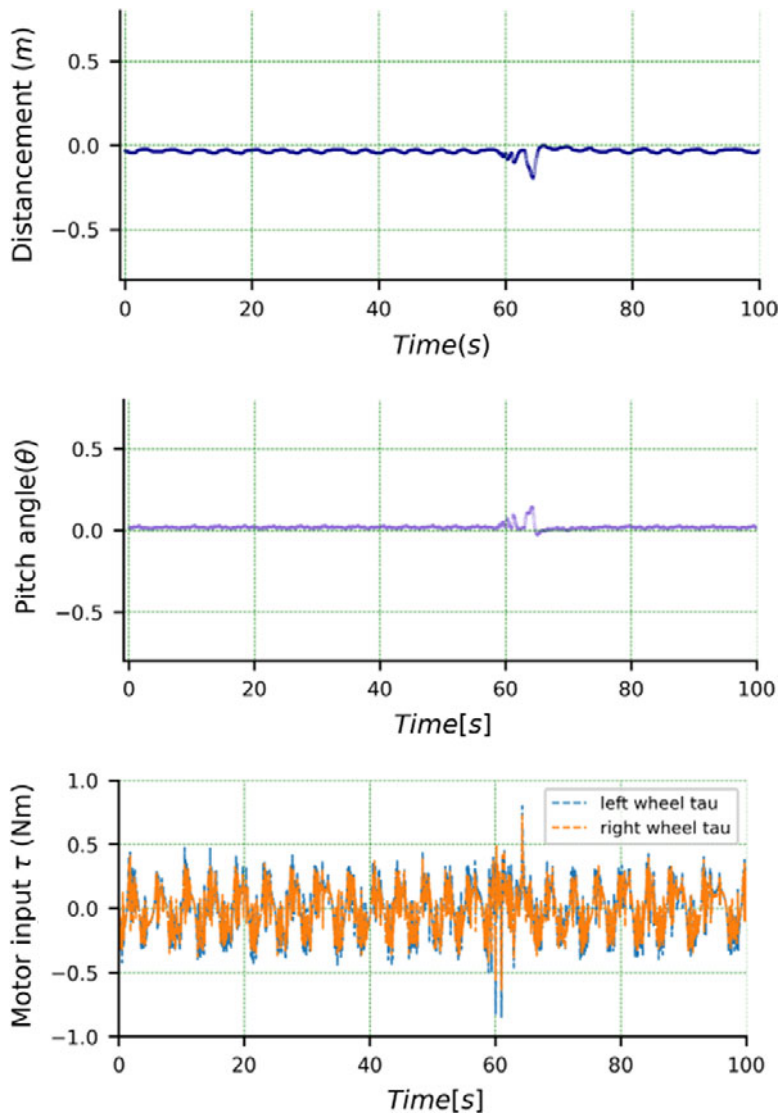 Distancement (m)
0.5
0.0
−0.5
0 20 40 60 80 100
Time(s)
Pitch angle(θ)
0.5
0.0
−0.5
0 20 40 60 80 100
Time[s]
Motor input τ (Nm)
1.0
0.5
0.0
−0.5
−1.0
left wheel tau
right wheel tau
0 20 40 60 80 100
Time[s]